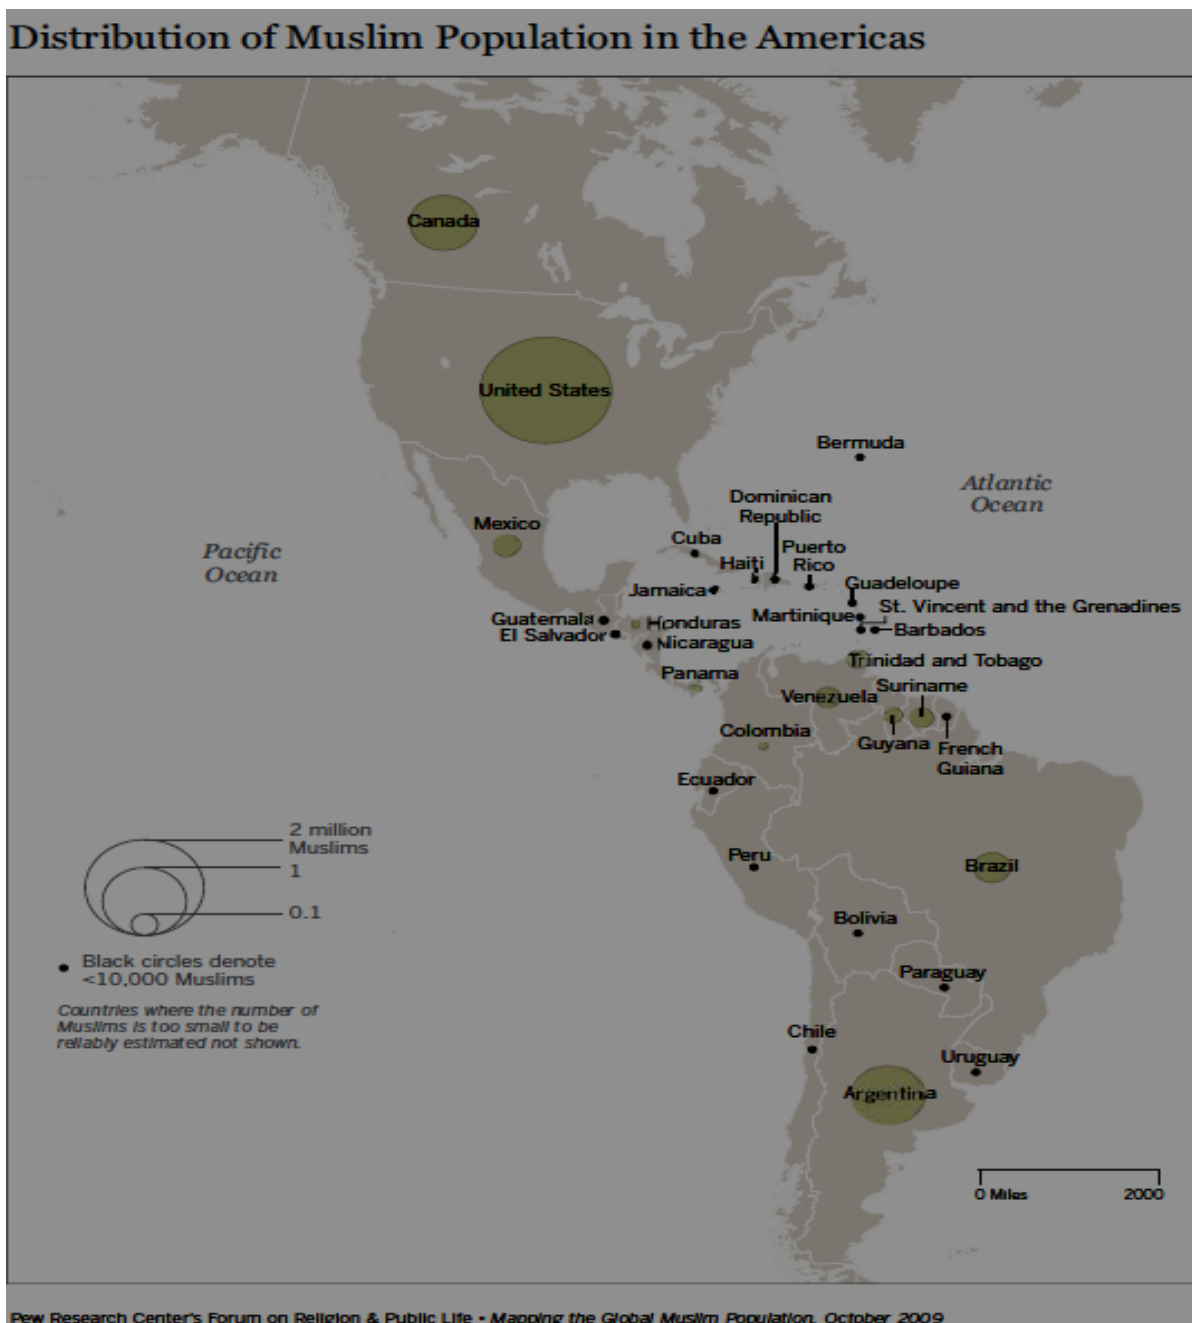 Distribution of Muslim Population in the Americas
Canada
United States
Bermuda
Atlantic
Ocean
Dominican
Republic
Mexico
Cuba
Puerto
Rico
Pacific
Ocean
Haiti
Jamaica
Guadeloupe
St. Vincent and the Grenadines
Martinique
Guatemala
Honduras
El Salvador
Barbados
Nicaragua
Trinidad and Tobago
Panama
Suriname
Venezuela
Colombia
Guyana
French
Guiana
Ecuador
2 million
Muslims
1
0.1
Peru
Brazil
Bolivia
Black circles denote
<10,000 Muslims
Paraguay
Countries where the number of
Muslims is too small to be
reliably estimated not shown.
Chile
Uruguay
Argentina
0 Miles 2000
Pew Research Center's Forum on Religion & Public Life • Mapping the Global Muslim Population, October 2009